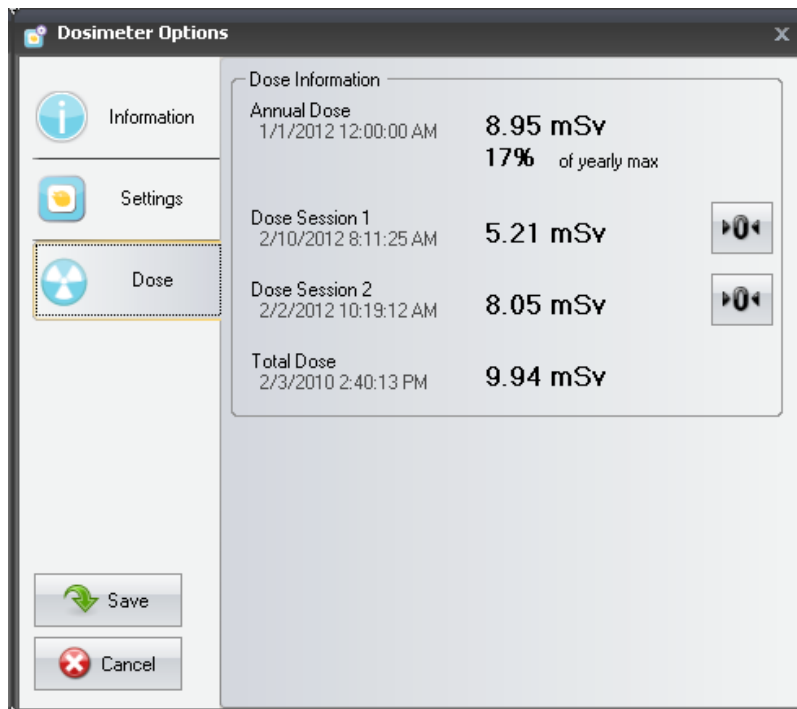 Dosimeter Options
x
Information
Settings
Dose
Dose Information
Annual Dose
1/1/2012 12:00:00 AM
8.95 mSv
17% of yearly max
Dose Session 1
2/10/2012 8:11:25 AM
5.21 mSv
0
Dose Session 2
2/2/2012 10:19:12 AM
8.05 mSv
0
Total Dose
2/3/2010 2:40:13 PM
9.94 mSv
Save
Cancel